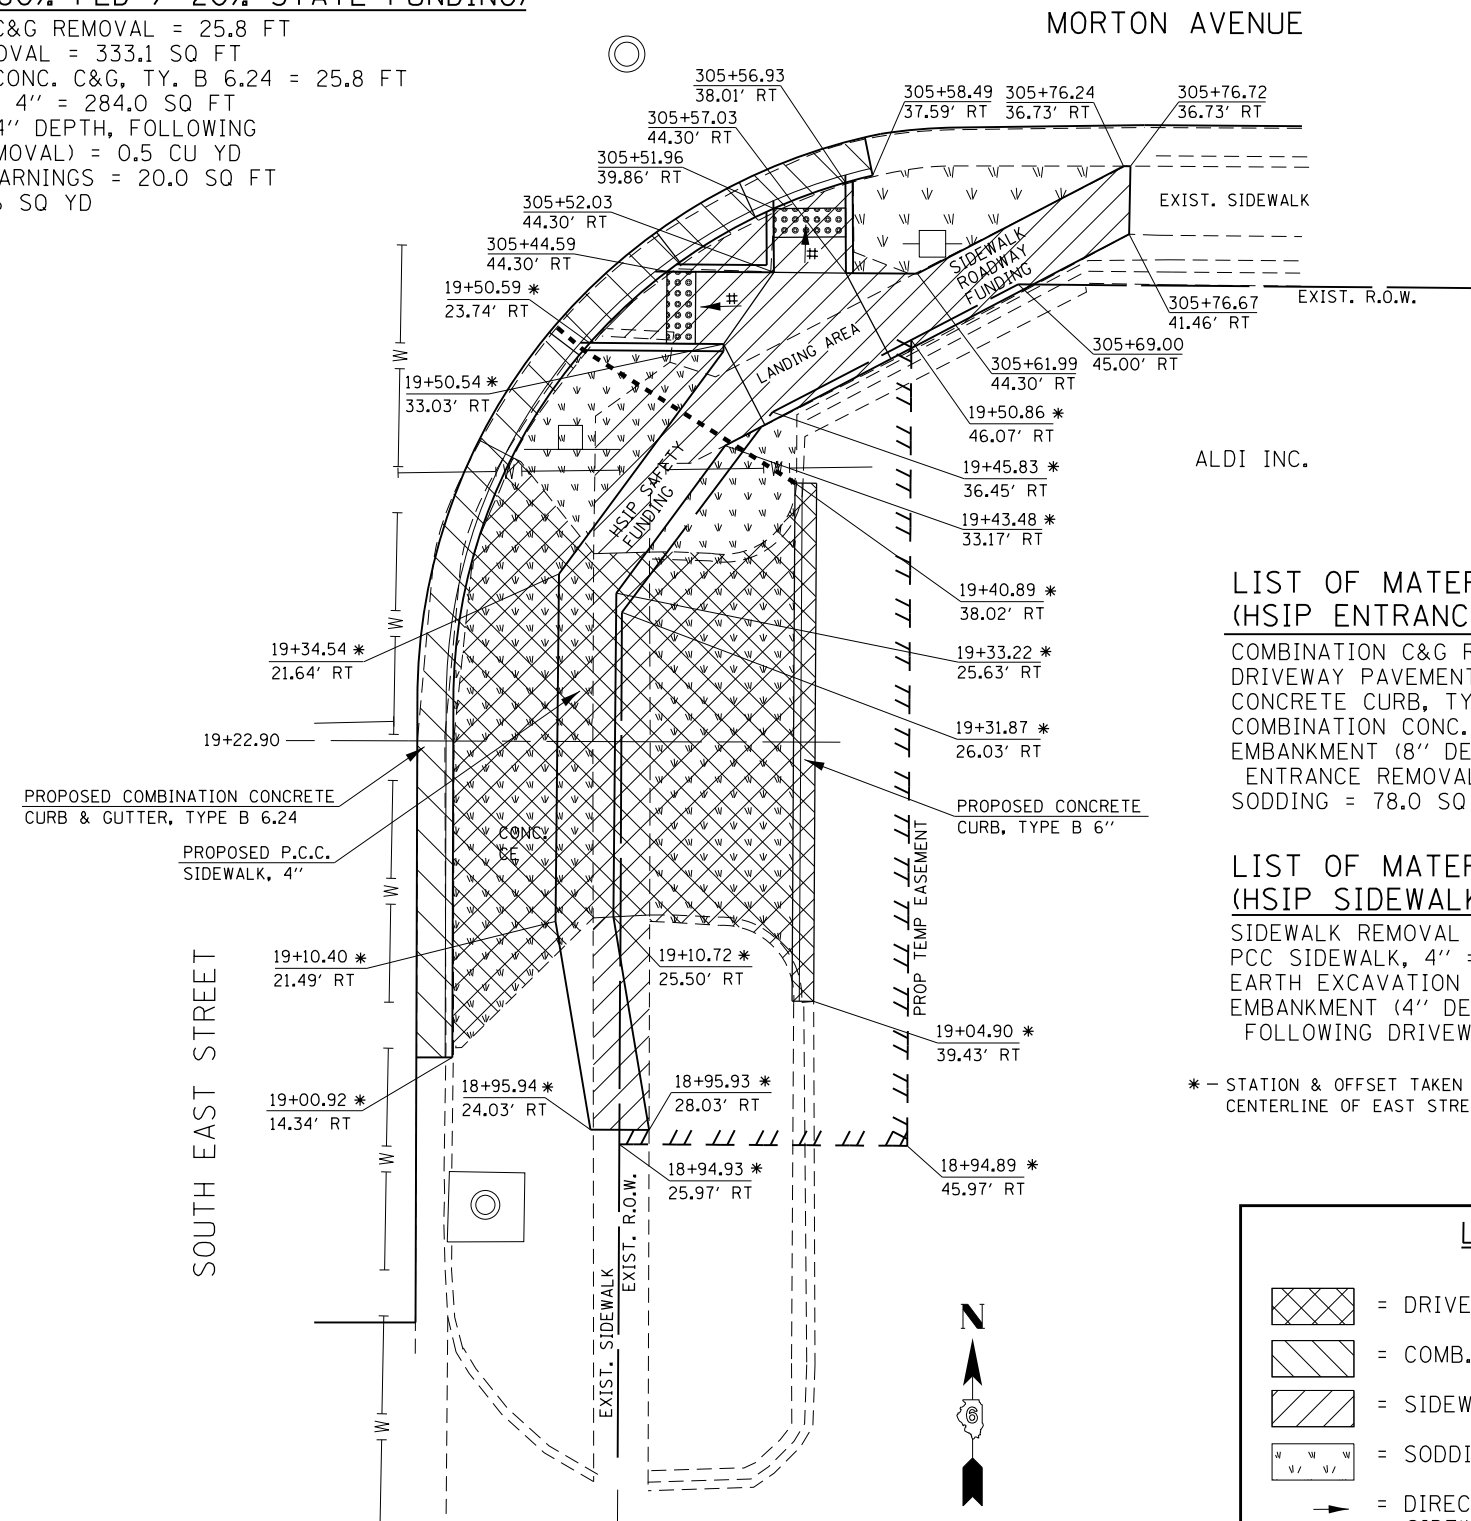 80% FED / 20% STATE FUNDING)
C&G REMOVAL = 25.8 FT
OVAL = 333.1 SQ FT
CONC. C&G, TY. B 6.24 = 25.8 FT
4'' = 284.0 SQ FT
4'' DEPTH, FOLLOWING
MOVAL) = 0.5 CU YD
ARNINGS = 20.0 SQ FT
SQ YD
MORTON AVENUE
305+56.93
38.01' RT
305+58.49
37.59' RT
305+76.24
36.73' RT
305+76.72
36.73' RT
305+57.03
44.30' RT
305+51.96
39.86' RT
305+52.03
44.30' RT
305+44.59
44.30' RT
19+50.59 *
23.74' RT
19+50.54 *
33.03' RT
#
#
EXIST. SIDEWALK
SIDEWALK
ROADWAY
FUNDING
LANDING AREA
EXIST. R.O.W.
305+76.67
41.46' RT
305+69.00
45.00' RT
305+61.99
44.30' RT
19+50.86 *
46.07' RT
ALDI INC.
19+45.83 *
36.45' RT
19+43.48 *
33.17' RT
HSIP SAFETY
FUNDING
W
W
W
W
W
W
W
19+40.89 *
38.02' RT
19+34.54 *
21.64' RT
19+33.22 *
25.63' RT
19+31.87 *
26.03' RT
19+22.90
PROPOSED COMBINATION CONCRETE
CURB & GUTTER, TYPE B 6.24
PROPOSED P.C.C.
SIDEWALK, 4''
CONC.
CE
PROPOSED CONCRETE
CURB, TYPE B 6''
PROP TEMP EASEMENT
LIST OF MATER
(HSIP ENTRANC
COMBINATION C&G R
DRIVEWAY PAVEMENT
CONCRETE CURB, TY
COMBINATION CONC.
EMBANKMENT (8'' DE
ENTRANCE REMOVAL
SODDING = 78.0 SQ
LIST OF MATER
(HSIP SIDEWALK
SIDEWALK REMOVAL
PCC SIDEWALK, 4'' =
EARTH EXCAVATION
EMBANKMENT (4'' DE
FOLLOWING DRIVEW
* - STATION & OFFSET TAKEN
CENTERLINE OF EAST STRE
19+10.40 *
21.49' RT
19+10.72 *
25.50' RT
19+04.90 *
39.43' RT
19+00.92 *
14.34' RT
18+95.94 *
24.03' RT
18+95.93 *
28.03' RT
18+94.93 *
25.97' RT
18+94.89 *
45.97' RT
SOUTH EAST STREET
EXIST. SIDEWALK
EXIST. R.O.W.
N
6
L
= DRIVE
= COMB.
= SIDEW
= SODDI
= DIREC